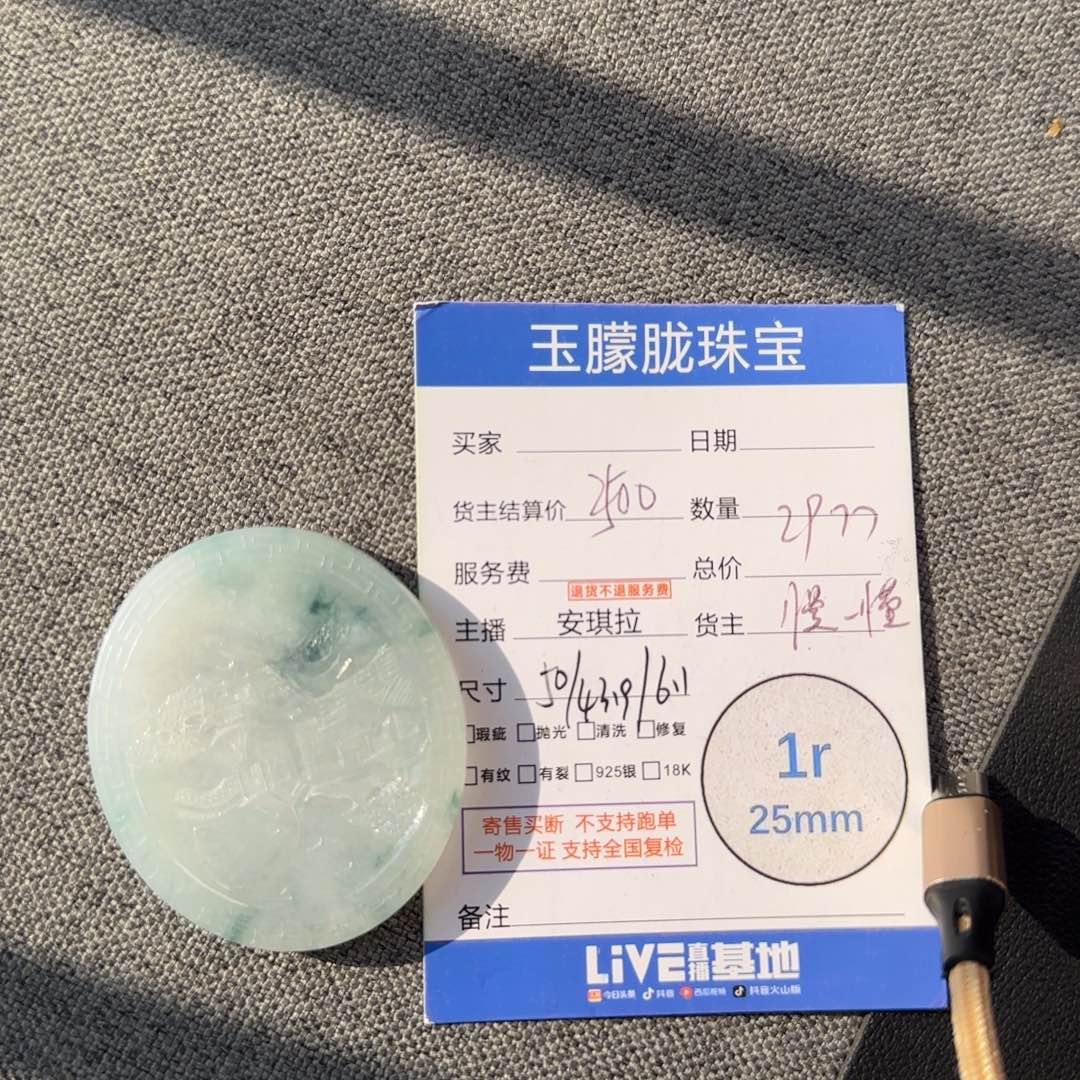 玉朦胧珠宝
买家 日期
货主结算价 2500 数量
服务费 总价
退货不退服务费
主播 安琪拉 货主
尺寸 50/43.9/6.1
瑕疵 抛光 清洗 修复
有纹 有裂 925银 18K
1r
25mm
寄售买断 不支持跑单
一物一证 支持全国复检
备注
LiVE直播基地
今日头条 抖音 西瓜视频 抖音火山版